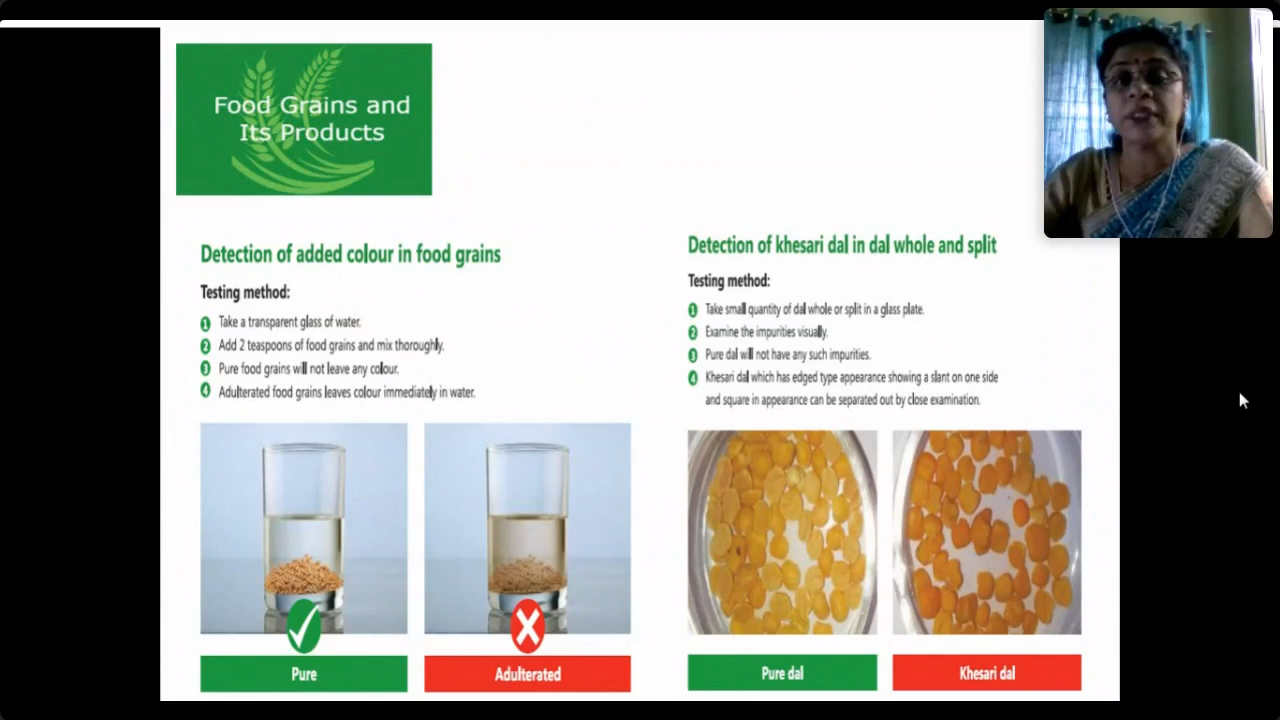 Food Grains and
Its Products
Detection of added colour in food grains
Testing method:
1 Take a transparent glass of water.
2 Add 2 teaspoons of food grains and mix thoroughly.
3 Pure food grains will not leave any colour.
4 Adulterated food grains leaves colour immediately in water.
Pure
Adulterated
Detection of khesari dal in dal whole and split
Testing method:
1 Take small quantity of dal whole or split in a glass plate.
2 Examine the impurities visually.
3 Pure dal will not have any such impurities.
4 Khesari dal which has edged type appearance showing a slant on one side
and square in appearance can be separated out by close examination.
Pure dal
Khesari dal